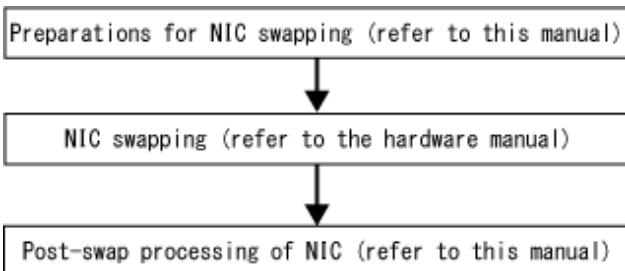 Preparations for NIC swapping (refer to this manual)
NIC swapping (refer to the hardware manual)
Post-swap processing of NIC (refer to this manual)